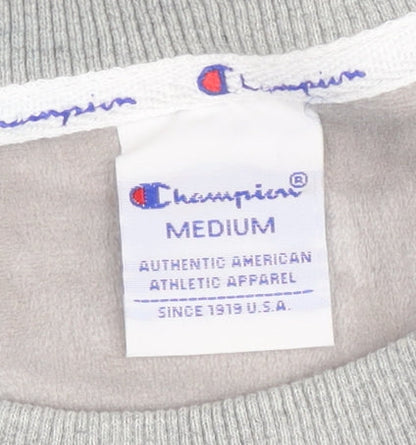 Champion
Champion
Champion®
MEDIUM
AUTHENTIC AMERICAN
ATHLETIC APPAREL
SINCE 1919 U.S.A.